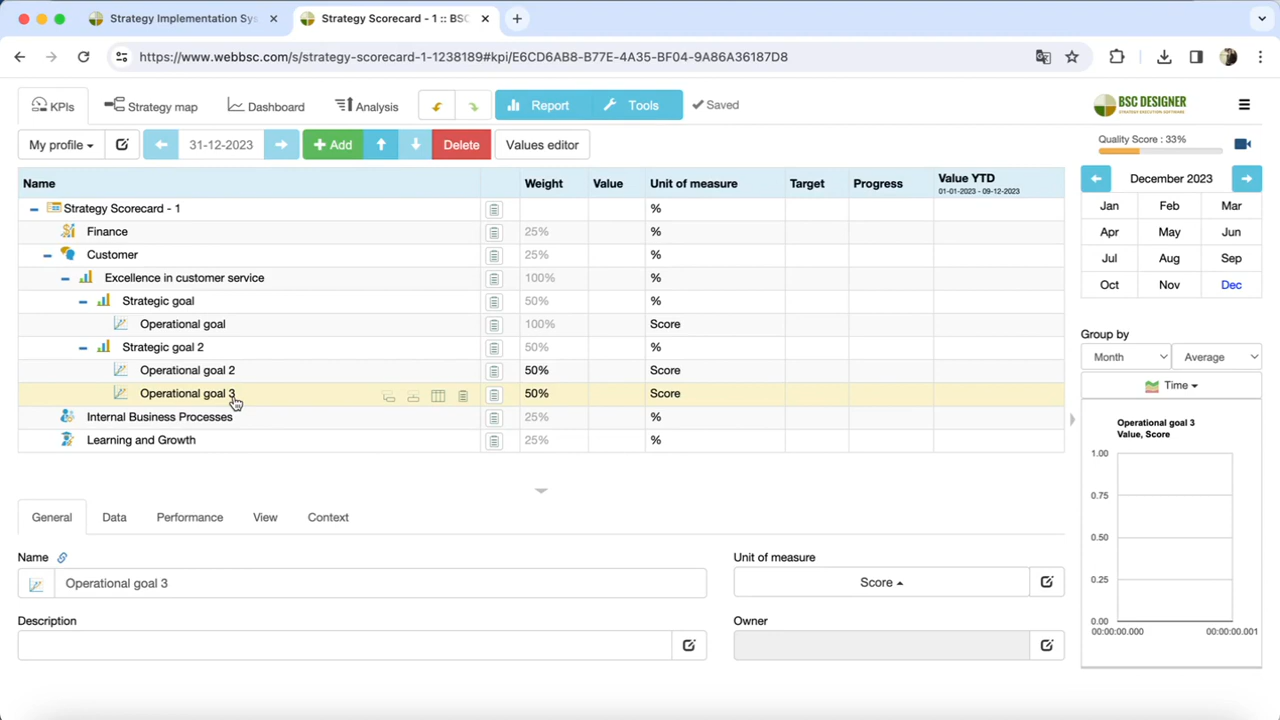 Strategy Implementation Sys
Strategy Scorecard - 1 :: BSC
https://www.webbsc.com/s/strategy-scorecard-1-1238189#kpi/E6CD6AB8-B77E-4A35-BF04-9A86A36187D8
KPIs
Strategy map
Dashboard
Analysis
Report
Tools
Saved
BSC DESIGNER
STRATEGY EXECUTION SOFTWARE
My profile
31-12-2023
Add
Delete
Values editor
Quality Score : 33%
Name Weight Value Unit of measure Target Progress Value YTD
01-01-2023 - 09-12-2023
Strategy Scorecard - 1 %
Finance 25% %
Customer 25% %
Excellence in customer service 100% %
Strategic goal 50% %
Operational goal 100% Score
Strategic goal 2 50% %
Operational goal 2 50% Score
Operational goal 3 50% Score
Internal Business Processes 25% %
Learning and Growth 25% %
December 2023
Jan Feb Mar
Apr May Jun
Jul Aug Sep
Oct Nov Dec
Group by
Month Average
Time
Operational goal 3
Value, Score
1.00
0.75
0.50
0.25
0.00
00:00:00.000 00:00:00.001
General Data Performance View Context
Name
Operational goal 3
Unit of measure
Score
Description
Owner